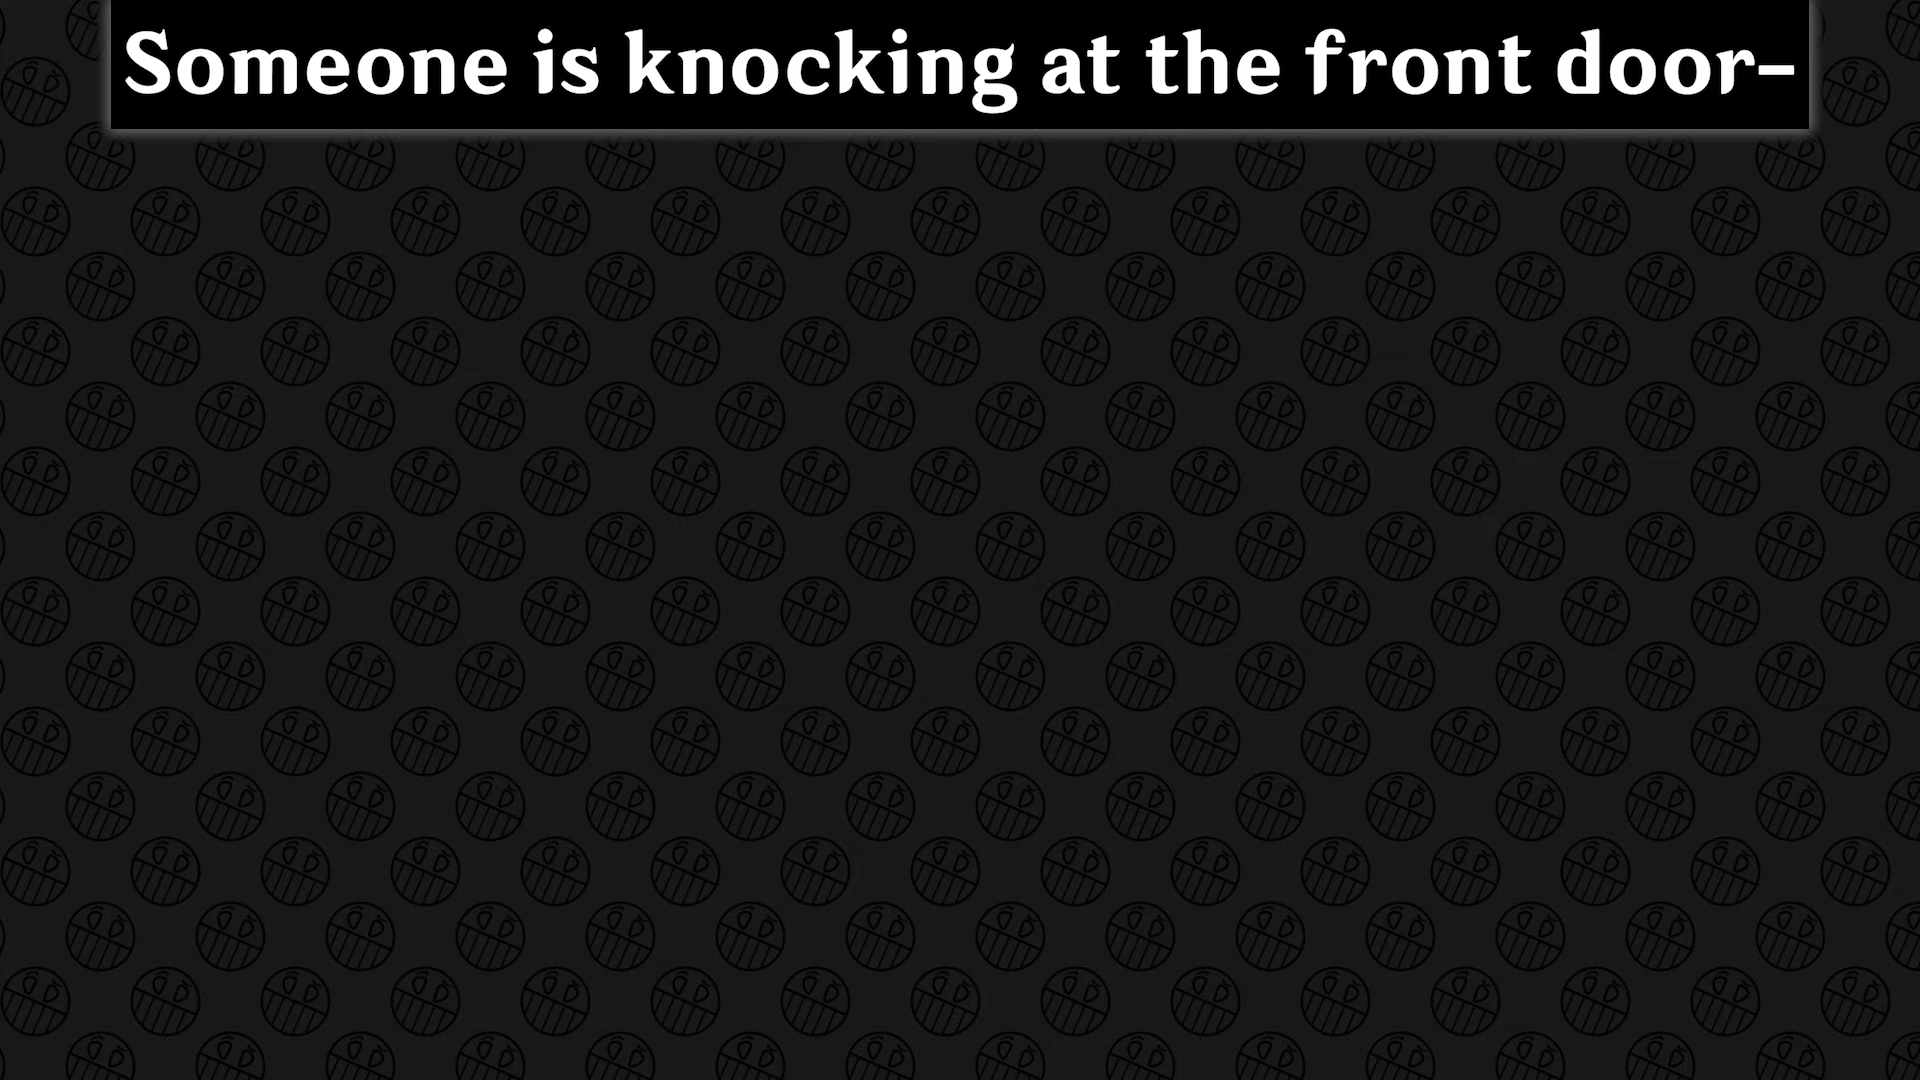 Someone is knocking at the front door-